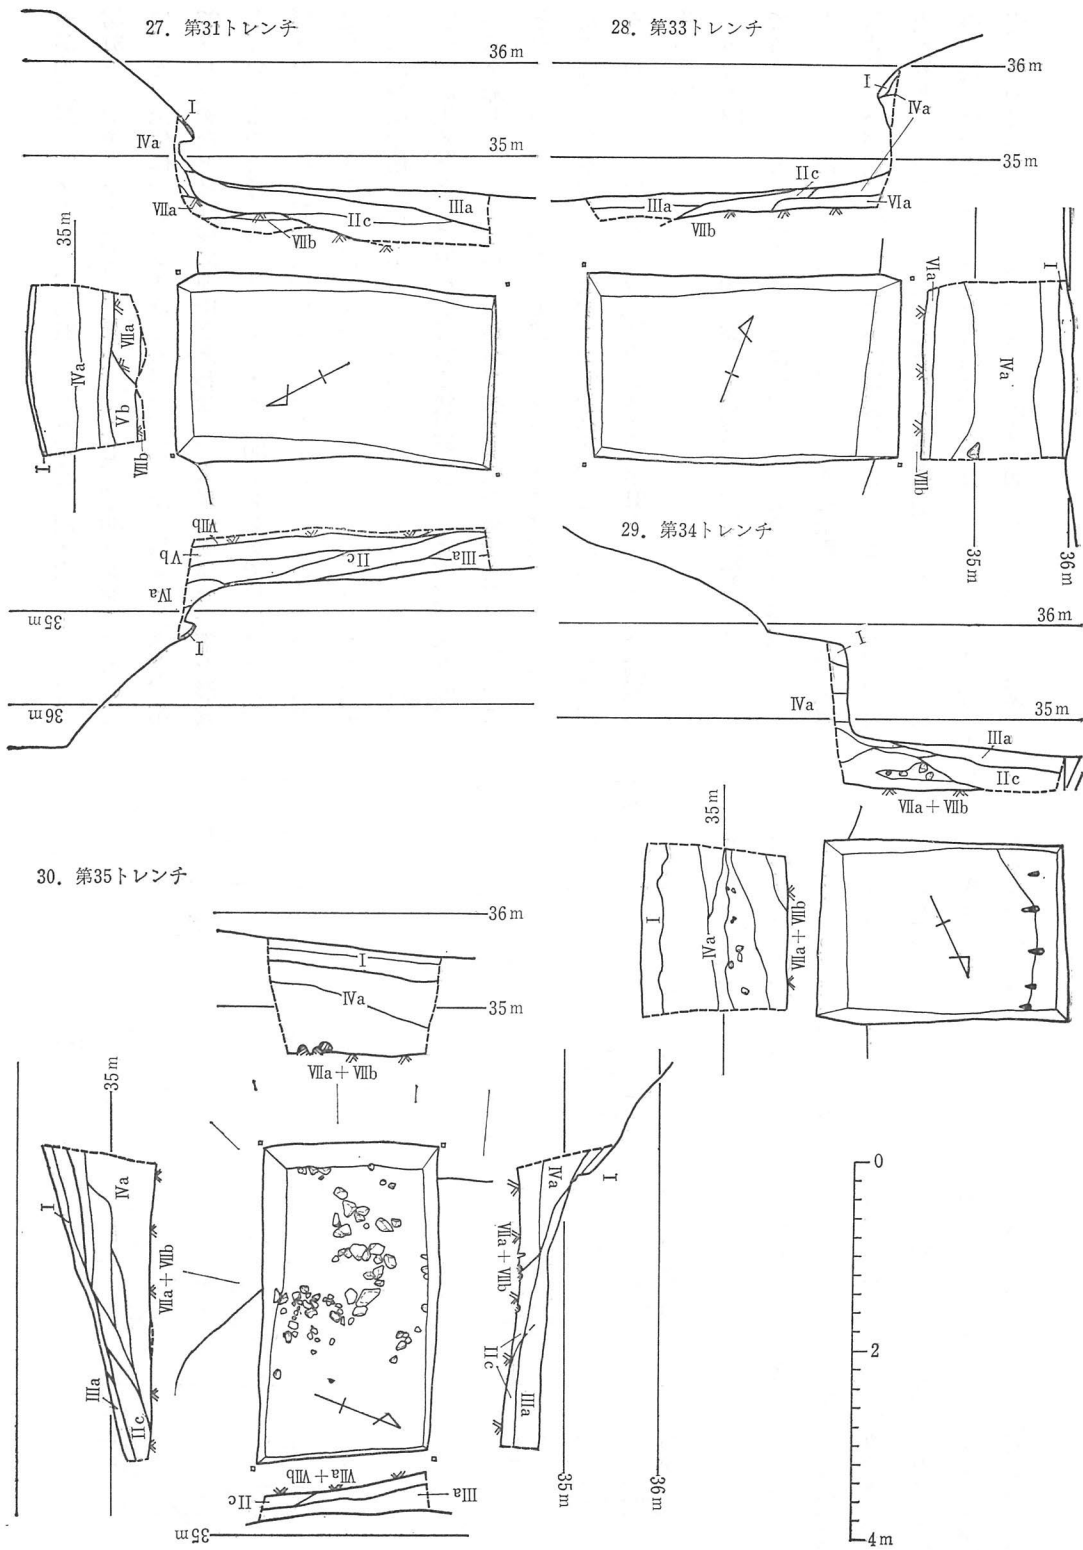 27. 第31トレンチ
36m
I
IVa
35m
VIIa
IIc
IIIa
VIIb
35m
IVa
VIIa
Vb
I
VIIb
VIIb
Vb
IIc
IIIa
IVa
35m
I
36m
28. 第33トレンチ
36m
I
IVa
35m
IIc
IIIa
VIa
VIIb
VIa
I
IVa
VIIb
35m
36m
29. 第34トレンチ
36m
I
IVa
35m
IIIa
IIc
VIIa+VIIb
35m
I
IVa
VIIa+VIIb
30. 第35トレンチ
36m
I
IVa
35m
VIIa+VIIb
35m
I
IVa
VIIa+VIIb
IIIa
IIc
IVa
I
VIIa+VIIb
IIc
IIIa
35m
36m
VIIa+VIIb
IIc
IIIa
35m
0
2
4m